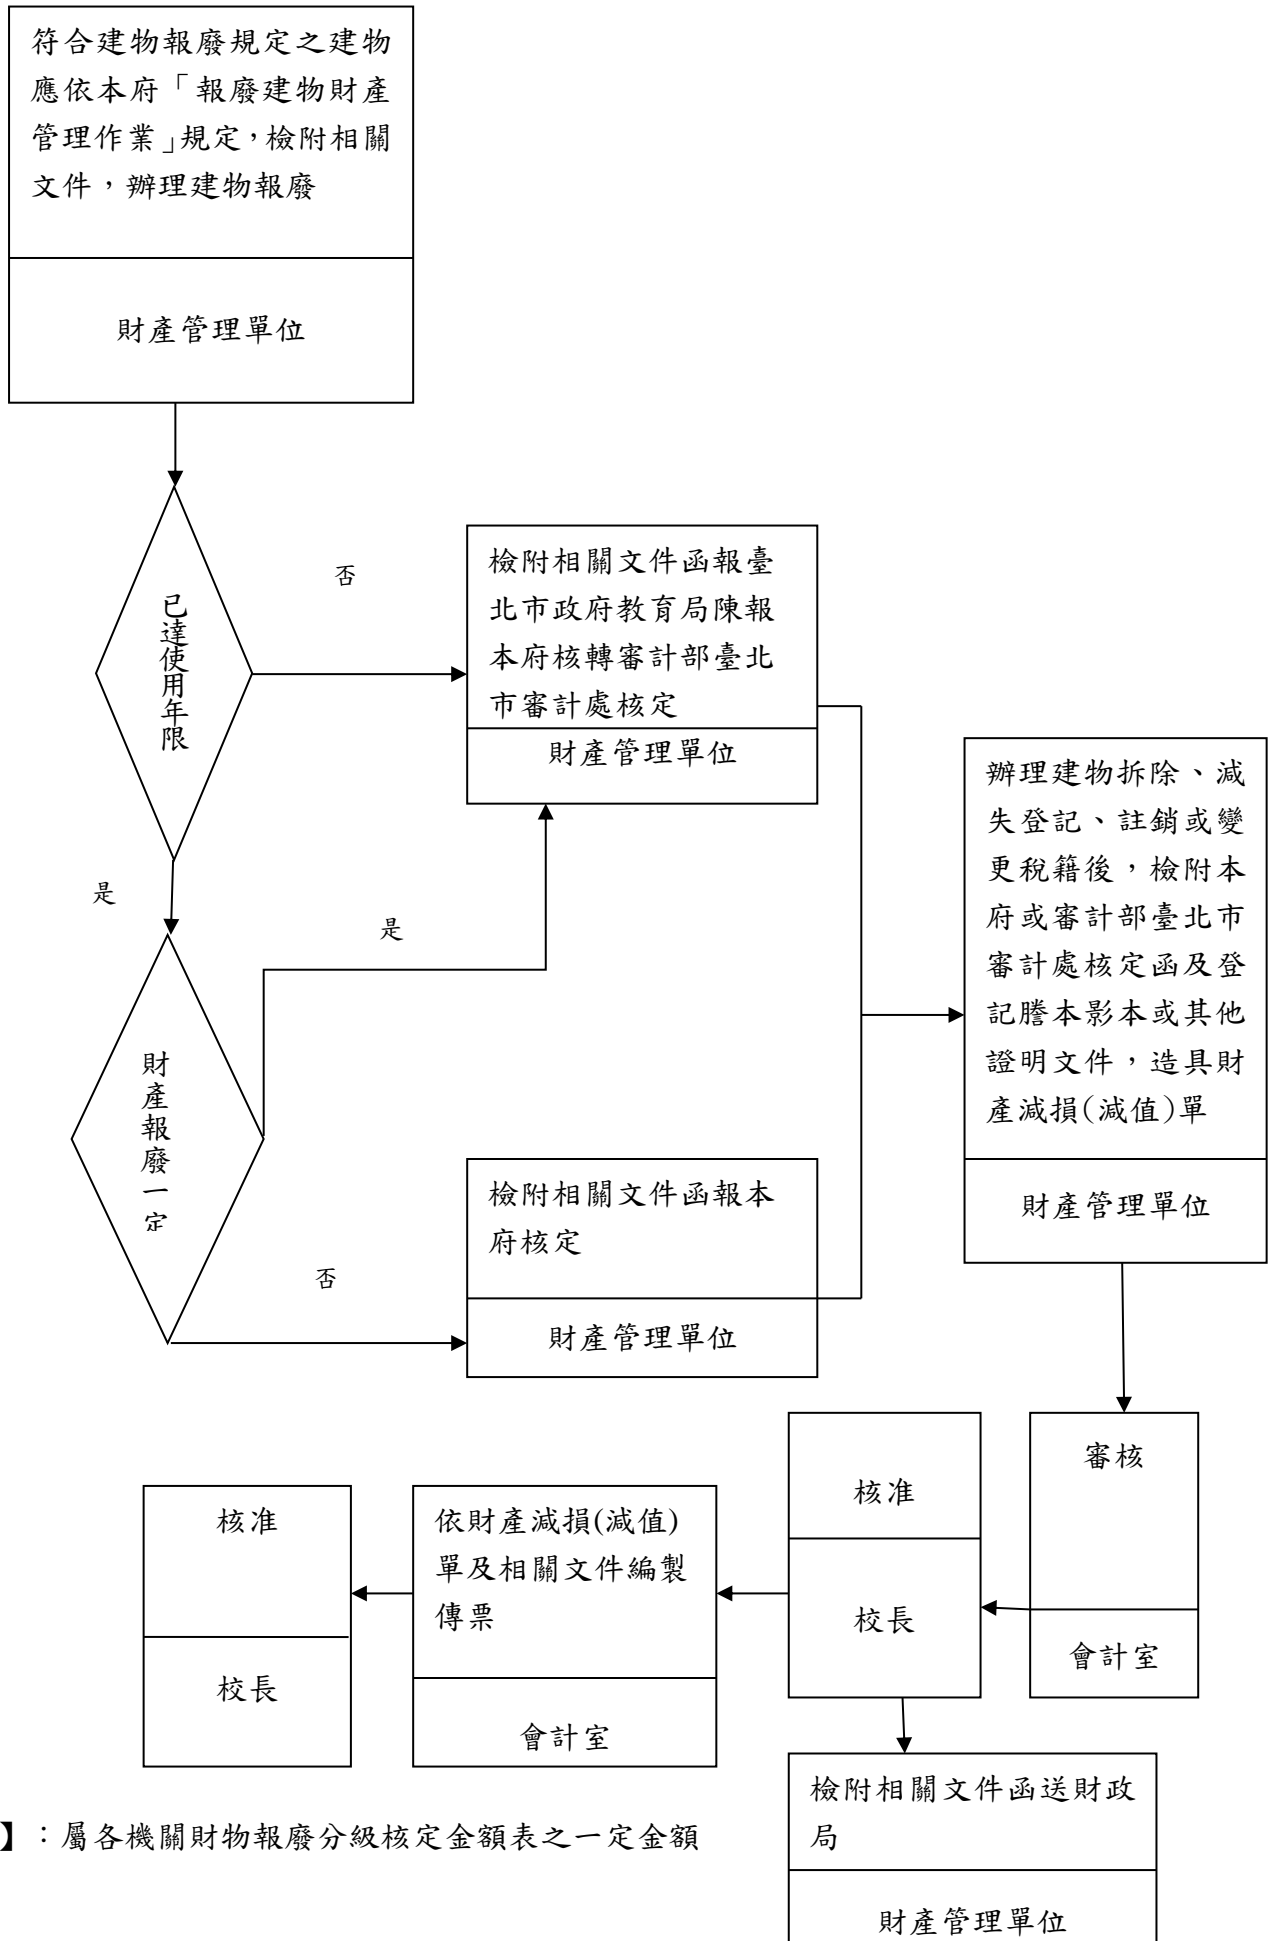 符合建物報廢規定之建物
應依本府「報廢建物財產
管理作業」規定,檢附相關
文件,辦理建物報廢
財產管理單位
已達使用年限
否
檢附相關文件函報臺
北市政府教育局陳報
本府核轉審計部臺北
市審計處核定
財產管理單位
是
是
財產報廢一定
否
檢附相關文件函報本
府核定
財產管理單位
辦理建物拆除、滅
失登記、註銷或變
更稅籍後,檢附本
府或審計部臺北市
審計處核定函及登
記謄本影本或其他
證明文件,造具財
產減損(減值)單
財產管理單位
審核
會計室
核准
校長
依財產減損(減值)
單及相關文件編製
傳票
會計室
核准
校長
檢附相關文件函送財政
局
財產管理單位
】:屬各機關財物報廢分級核定金額表之一定金額